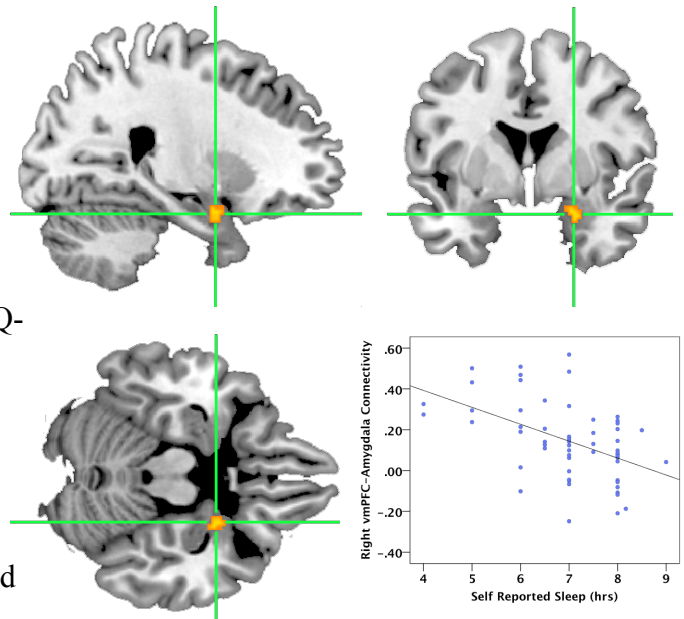 Q-
d
Right vmPFC-Amygdala Connectivity
.60
.40
.20
.00
-.20
-.40
4 5 6 7 8 9
Self Reported Sleep (hrs)